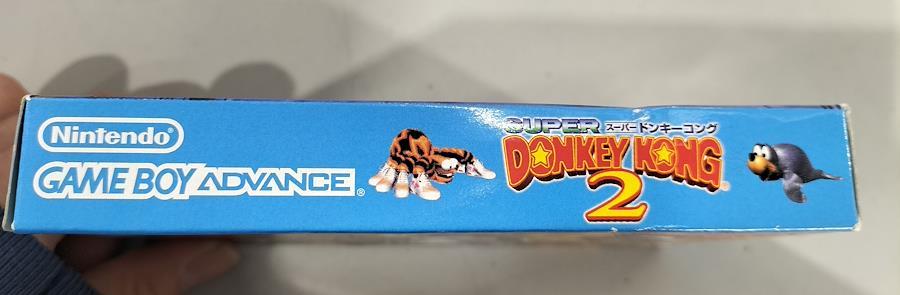 Nintendo®
GAME BOY ADVANCE®
SUPER スーパードンキーコング
DONKEY KONG
2